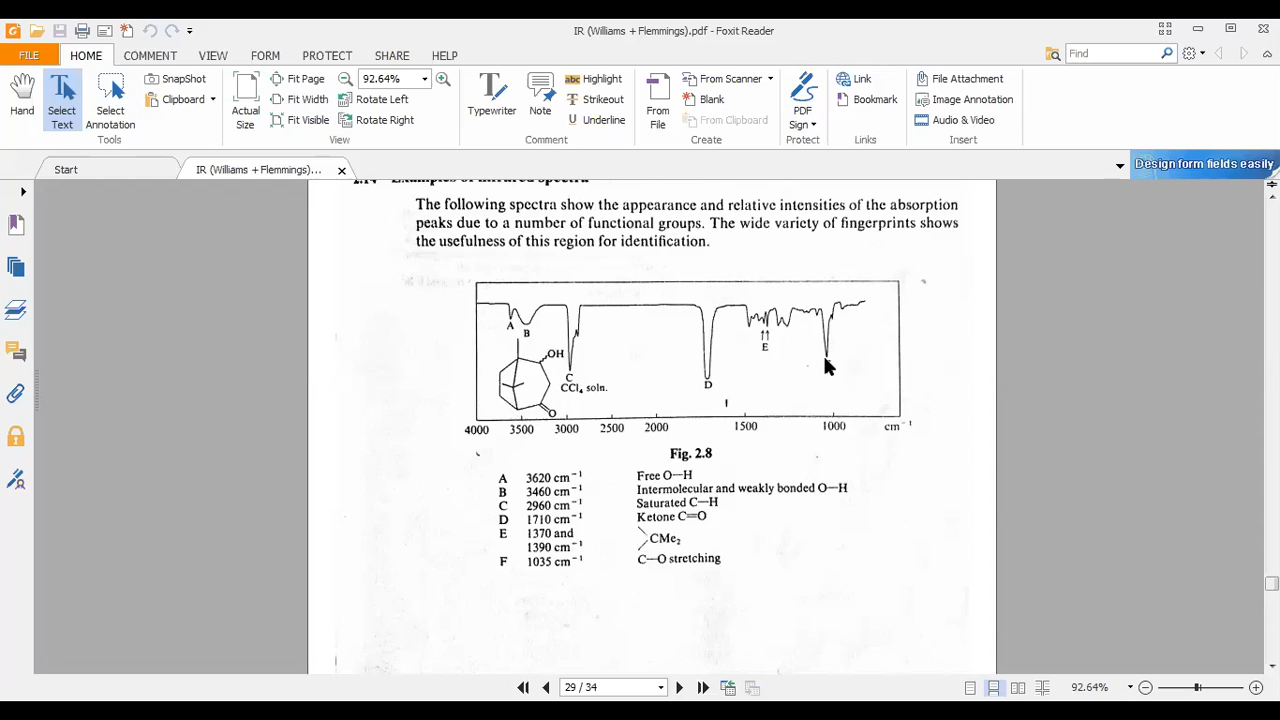 IR (Williams + Flemmings).pdf - Foxit Reader
FILE HOME COMMENT VIEW FORM PROTECT SHARE HELP
Find
Hand
Select Text
Select Annotation
SnapShot
Clipboard
Tools
Actual Size
Fit Page
Fit Width
Fit Visible
92.64%
Rotate Left
Rotate Right
View
Typewriter
Note
Highlight
Strikeout
Underline
Comment
From File
From Scanner
Blank
From Clipboard
Create
PDF Sign
Protect
Link
Bookmark
Links
File Attachment
Image Annotation
Audio & Video
Insert
Start
IR (Williams + Flemmings)...
Design form fields easily
2.14 Examples of infrared spectra
The following spectra show the appearance and relative intensities of the absorption
peaks due to a number of functional groups. The wide variety of fingerprints shows
the usefulness of this region for identification.
A
B
C
CCl₄ soln.
OH
O
D
E
4000 3500 3000 2500 2000 1500 1000 cm⁻¹
Fig. 2.8
A 3620 cm⁻¹ Free O—H
B 3460 cm⁻¹ Intermolecular and weakly bonded O—H
C 2960 cm⁻¹ Saturated C—H
D 1710 cm⁻¹ Ketone C=O
E 1370 and
1390 cm⁻¹ CMe₂
F 1035 cm⁻¹ C—O stretching
29 / 34
92.64%